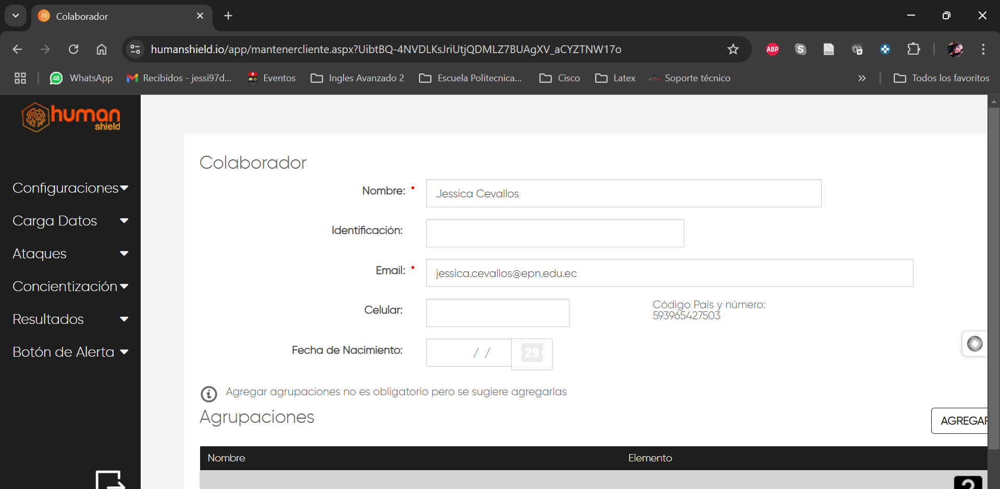 Colaborador
humanshield.io/app/mantenercliente.aspx?UibtBQ-4NVDLKsJriUtjQDMLZ7BUAgXV_aCYZTNW17o
ABP
S
48 WhatsApp
Recibidos - jessi97d...
Eventos
Ingles Avanzado 2
Escuela Politecnica...
Cisco
Latex
Soporte técnico
Todos los favoritos
human
shield
Configuraciones
Carga Datos
Ataques
Concientización
Resultados
Botón de Alerta
Colaborador
Nombre: * Jessica Cevallos
Identificación:
Email: * jessica.cevallos@epn.edu.ec
Celular:
Código País y número:
593965427503
Fecha de Nacimiento: / / 29
Agregar agrupaciones no es obligatorio pero se sugiere agregarlas
Agrupaciones
AGREGAR
Nombre Elemento
?